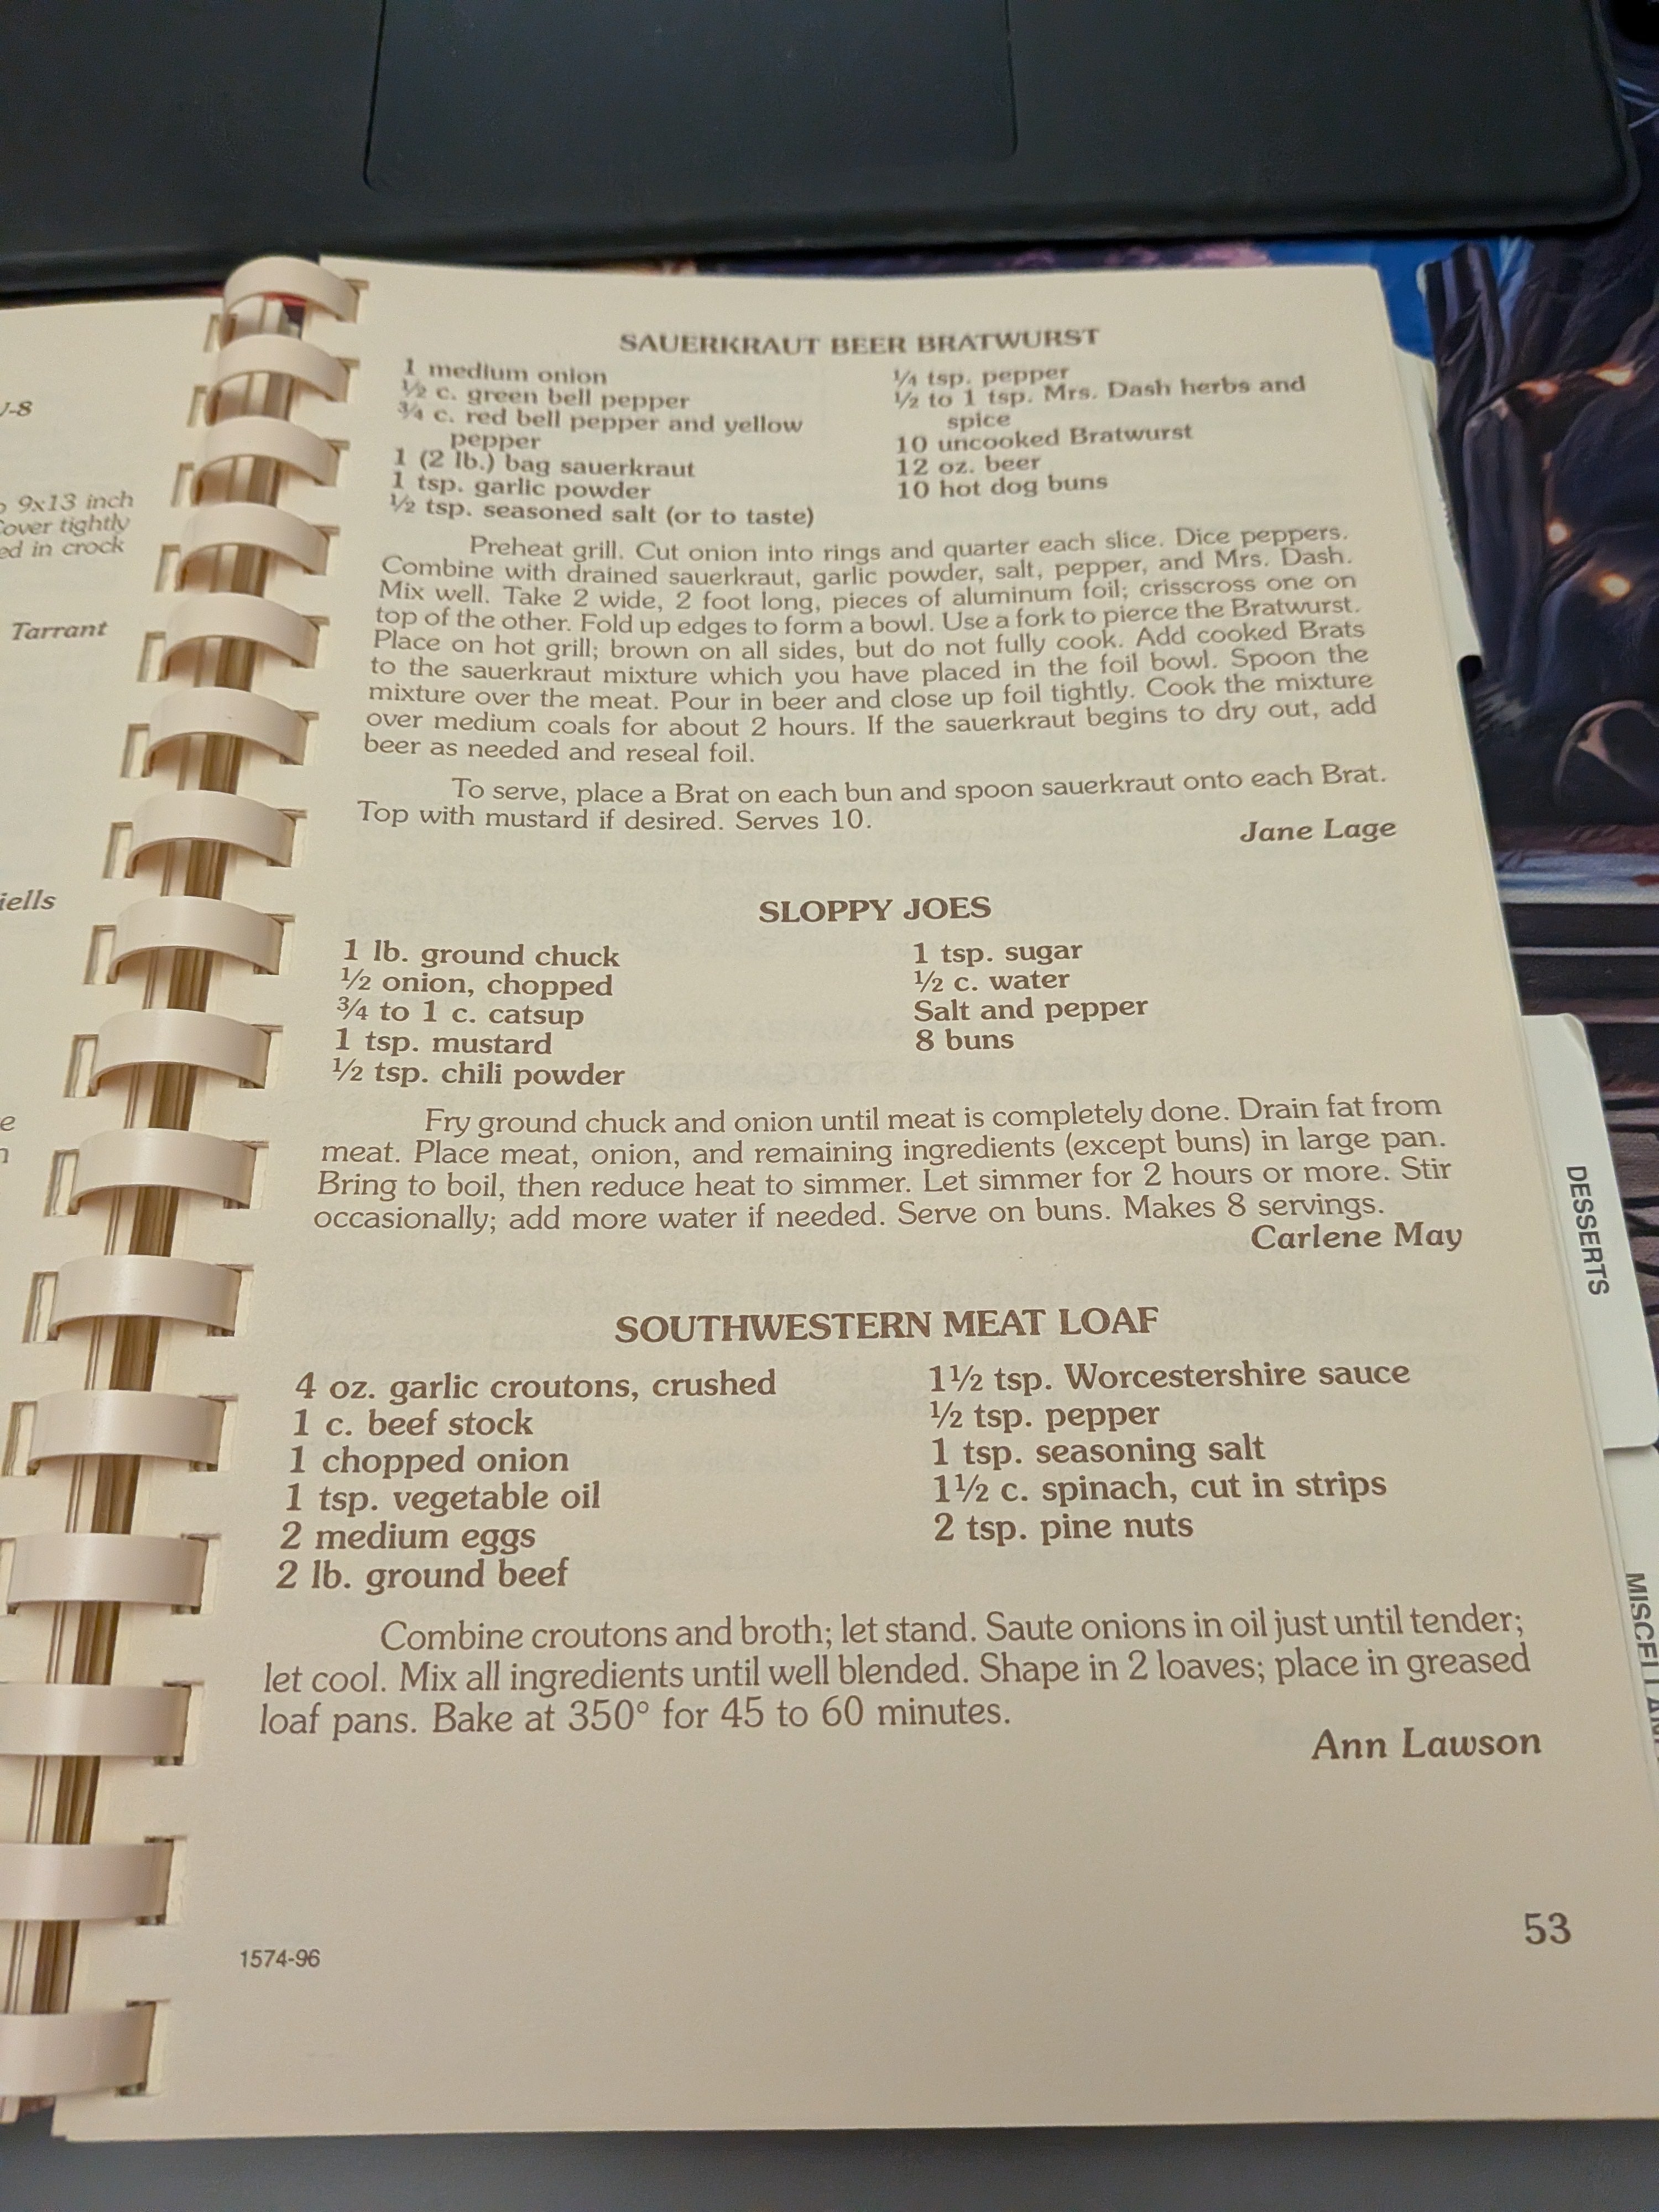 J-8
9x13 inch
Cover tightly
ed in crock
Tarrant
iells
e
SAUERKRAUT BEER BRATWURST
1 medium onion
½ c. green bell pepper
¾ c. red bell pepper and yellow
pepper
1 (2 lb.) bag sauerkraut
1 tsp. garlic powder
½ tsp. seasoned salt (or to taste)
¼ tsp. pepper
½ to 1 tsp. Mrs. Dash herbs and
spice
10 uncooked Bratwurst
12 oz. beer
10 hot dog buns
Preheat grill. Cut onion into rings and quarter each slice. Dice peppers.
Combine with drained sauerkraut, garlic powder, salt, pepper, and Mrs. Dash.
Mix well. Take 2 wide, 2 foot long, pieces of aluminum foil; crisscross one on
top of the other. Fold up edges to form a bowl. Use a fork to pierce the Bratwurst.
Place on hot grill; brown on all sides, but do not fully cook. Add cooked Brats
to the sauerkraut mixture which you have placed in the foil bowl. Spoon the
mixture over the meat. Pour in beer and close up foil tightly. Cook the mixture
over medium coals for about 2 hours. If the sauerkraut begins to dry out, add
beer as needed and reseal foil.
To serve, place a Brat on each bun and spoon sauerkraut onto each Brat.
Top with mustard if desired. Serves 10.
Jane Lage
SLOPPY JOES
1 lb. ground chuck
½ onion, chopped
¾ to 1 c. catsup
1 tsp. mustard
½ tsp. chili powder
1 tsp. sugar
½ c. water
Salt and pepper
8 buns
Fry ground chuck and onion until meat is completely done. Drain fat from
meat. Place meat, onion, and remaining ingredients (except buns) in large pan.
Bring to boil, then reduce heat to simmer. Let simmer for 2 hours or more. Stir
occasionally; add more water if needed. Serve on buns. Makes 8 servings.
Carlene May
SOUTHWESTERN MEAT LOAF
4 oz. garlic croutons, crushed
1 c. beef stock
1 chopped onion
1 tsp. vegetable oil
2 medium eggs
2 lb. ground beef
1½ tsp. Worcestershire sauce
½ tsp. pepper
1 tsp. seasoning salt
1½ c. spinach, cut in strips
2 tsp. pine nuts
Combine croutons and broth; let stand. Saute onions in oil just until tender;
let cool. Mix all ingredients until well blended. Shape in 2 loaves; place in greased
loaf pans. Bake at 350° for 45 to 60 minutes.
Ann Lawson
1574-96
53
DESSERTS